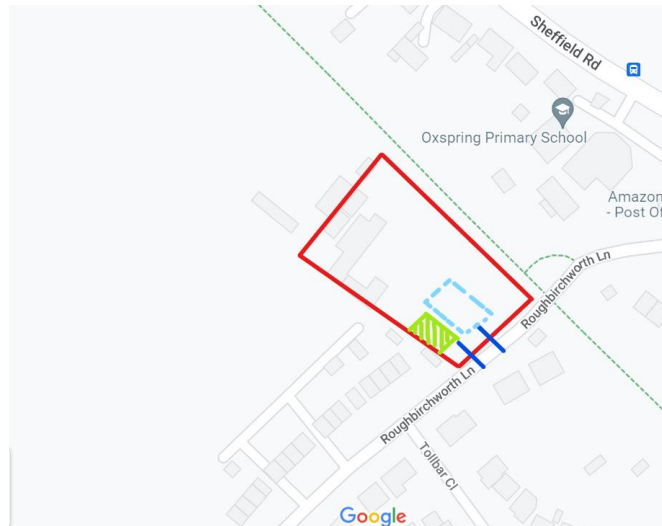 Sheffield Rd
Oxspring Primary School
Amazon
- Post Of
Roughbirchworth Ln
Roughbirchworth Ln
Tollbar Cl
Google